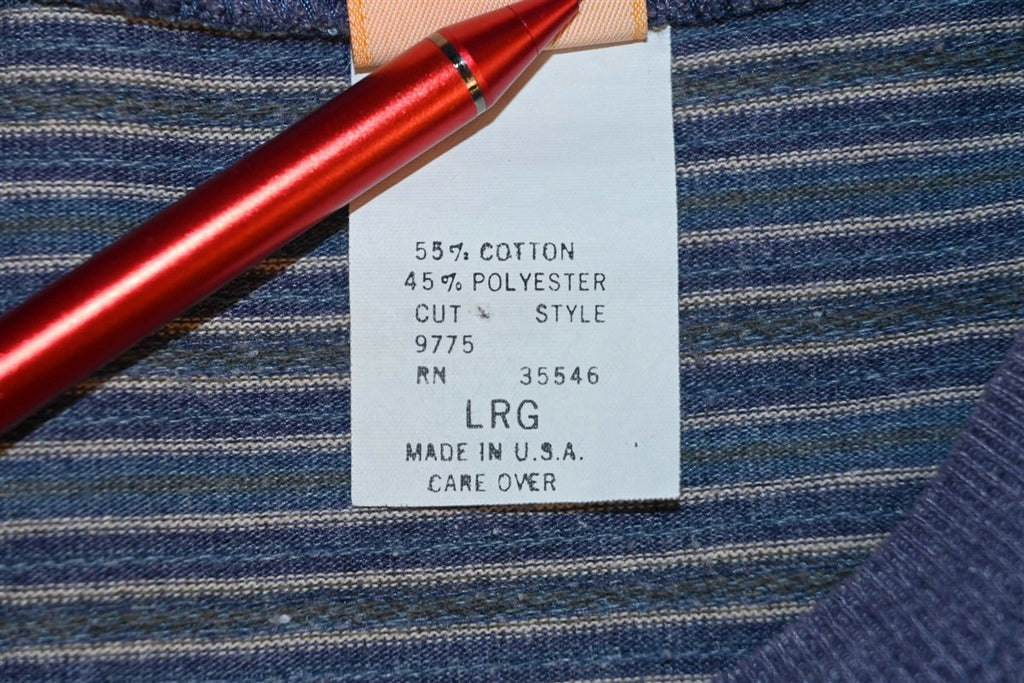 55% COTTON
45% POLYESTER
CUT STYLE
9775
RN 35546
LRG
MADE IN U.S.A.
CARE OVER